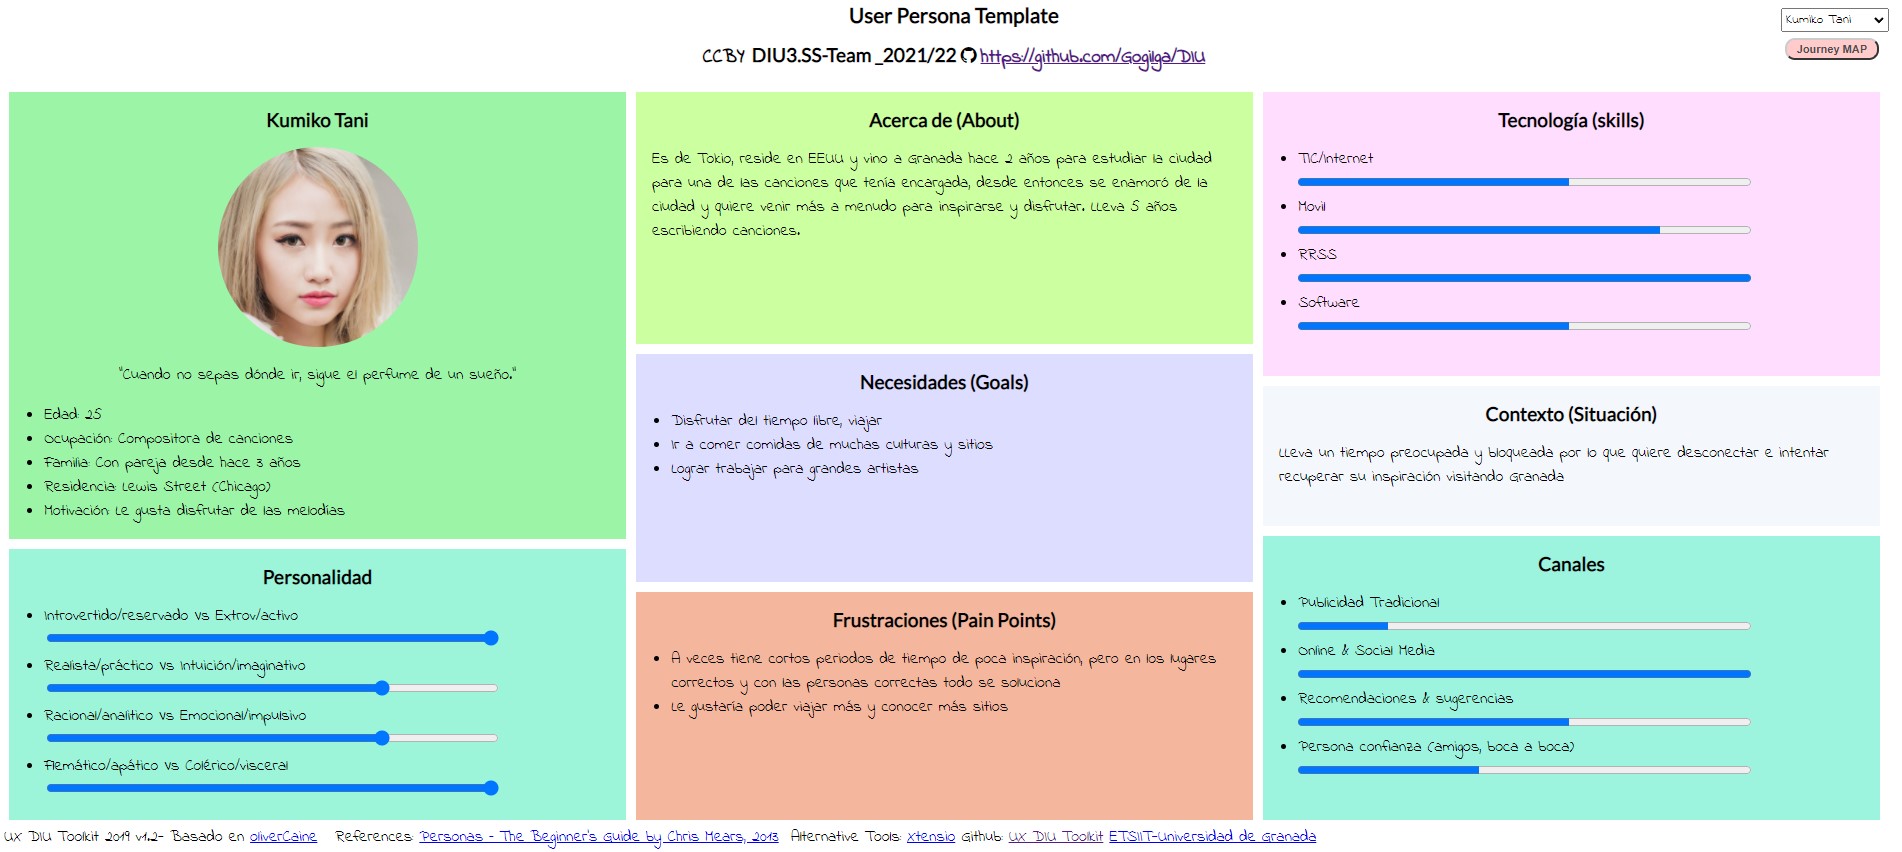 User Persona Template
CCBY DIU3.SS-Team _2021/22 https://github.com/Gogilga/DIU
Kumiko Tani
Journey MAP
Kumiko Tani
"Cuando no sepas dónde ir, sigue el perfume de un sueño."
Edad: 25
Ocupación: Compositora de canciones
Familia: Con pareja desde hace 3 años
Residencia: Lewis Street (Chicago)
Motivación: Le gusta disfrutar de las melodías
Personalidad
Introvertido/reservado Vs Extrov/activo
Realista/práctico Vs Intuición/imaginativo
Racional/analítico Vs Emocional/impulsivo
Flemático/apático Vs Colérico/visceral
Acerca de (About)
Es de Tokio, reside en EEUU y vino a Granada hace 2 años para estudiar la ciudad
para una de las canciones que tenía encargada, desde entonces se enamoró de la
ciudad y quiere venir más a menudo para inspirarse y disfrutar. Lleva 5 años
escribiendo canciones.
Necesidades (Goals)
Disfrutar del tiempo libre, viajar
Ir a comer comidas de muchas culturas y sitios
Lograr trabajar para grandes artistas
Frustraciones (Pain Points)
A veces tiene cortos periodos de tiempo de poca inspiración, pero en los lugares
correctos y con las personas correctas todo se soluciona
Le gustaría poder viajar más y conocer más sitios
Tecnología (skills)
TIC/Internet
Movil
RRSS
Software
Contexto (Situación)
Lleva un tiempo preocupada y bloqueada por lo que quiere desconectar e intentar
recuperar su inspiración visitando Granada
Canales
Publicidad Tradicional
Online & Social Media
Recomendaciones & sugerencias
Persona confianza (amigos, boca a boca)
UX DIU Toolkit 2019 v1.2- Basado en oliverCaine References: Personas - The Beginner's Guide by Chris Mears, 2013 Alternative Tools: Xtensio Github: UX DIU Toolkit ETSIIT-Universidad de Granada